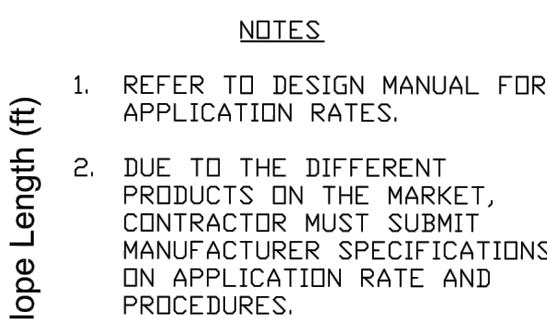 NOTES
1. REFER TO DESIGN MANUAL FOR
APPLICATION RATES.
2. DUE TO THE DIFFERENT
PRODUCTS ON THE MARKET,
CONTRACTOR MUST SUBMIT
MANUFACTURER SPECIFICATIONS
ON APPLICATION RATE AND
PROCEDURES.
lope Length (ft)